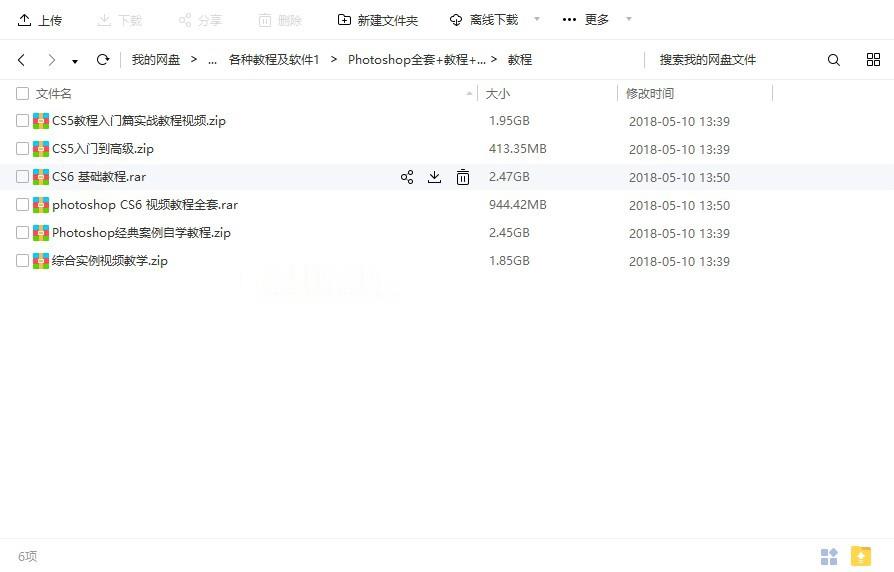 上传 下载 分享 删除 新建文件夹 离线下载 更多
我的网盘 > ... 各种教程及软件1 > Photoshop全套+教程+... > 教程 搜索我的网盘文件
文件名 大小 修改时间
CS5教程入门篇实战教程视频.zip 1.95GB 2018-05-10 13:39
CS5入门到高级.zip 413.35MB 2018-05-10 13:39
CS6 基础教程.rar 2.47GB 2018-05-10 13:50
photoshop CS6 视频教程全套.rar 944.42MB 2018-05-10 13:50
Photoshop经典案例自学教程.zip 2.45GB 2018-05-10 13:39
综合实例视频教学.zip 1.85GB 2018-05-10 13:39
6项